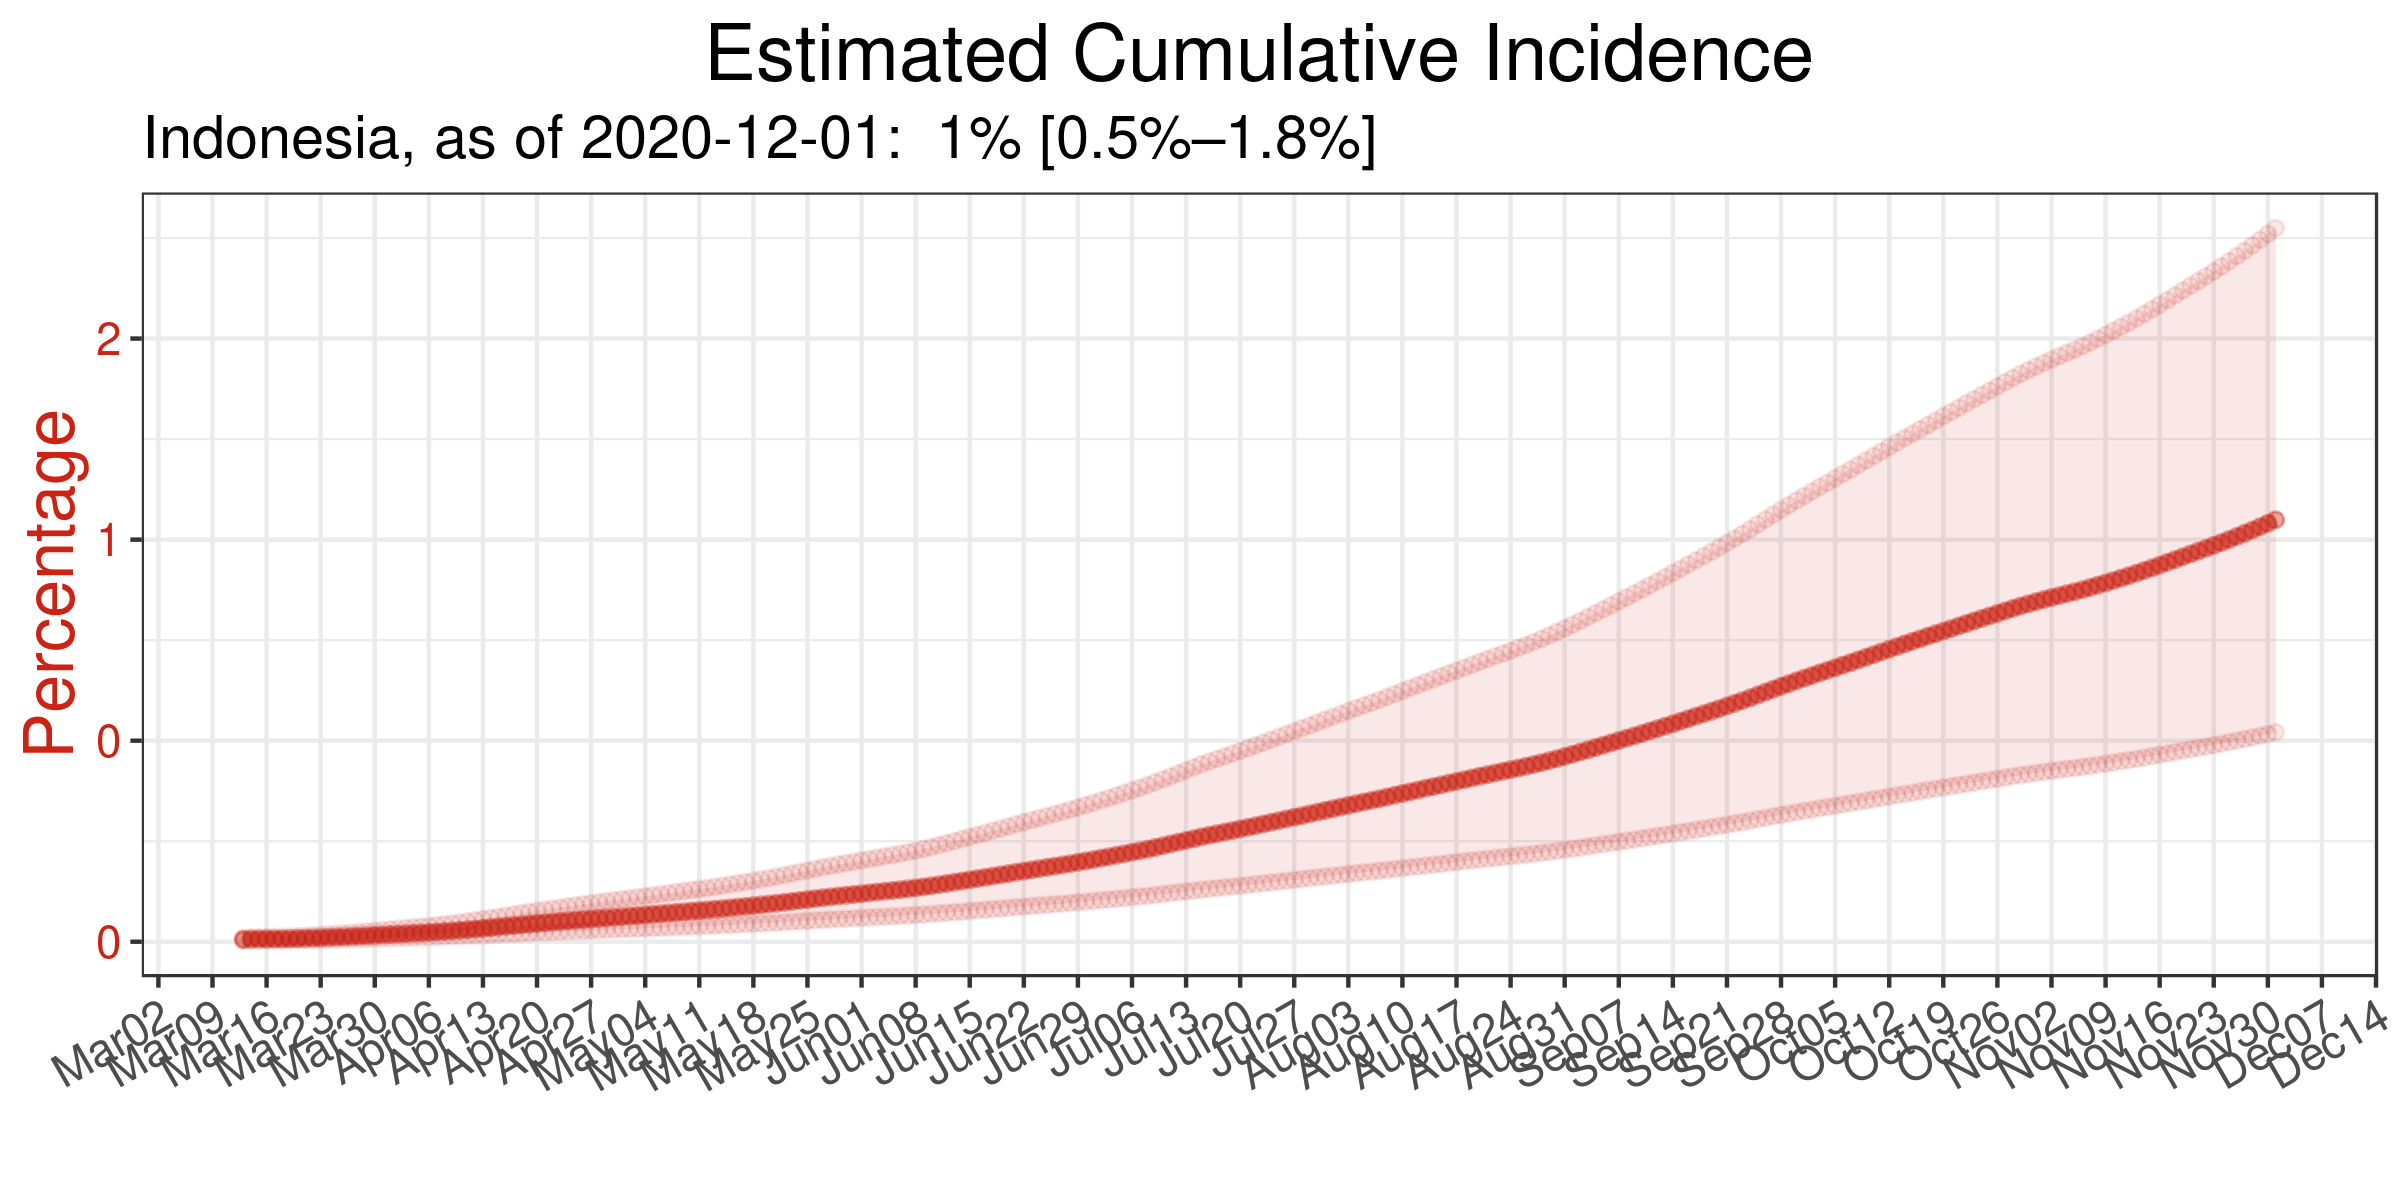 Estimated Cumulative Incidence
Indonesia, as of 2020-12-01:  1% [0.5%–1.8%]
Percentage
2
1
0
0
Mar02
Mar09
Mar16
Mar23
Mar30
Apr06
Apr13
Apr20
Apr27
May04
May11
May18
May25
Jun01
Jun08
Jun15
Jun22
Jun29
Jul06
Jul13
Jul20
Jul27
Aug03
Aug10
Aug17
Aug24
Aug31
Sep07
Sep14
Sep21
Sep28
Oct05
Oct12
Oct19
Oct26
Nov02
Nov09
Nov16
Nov23
Nov30
Dec07
Dec14